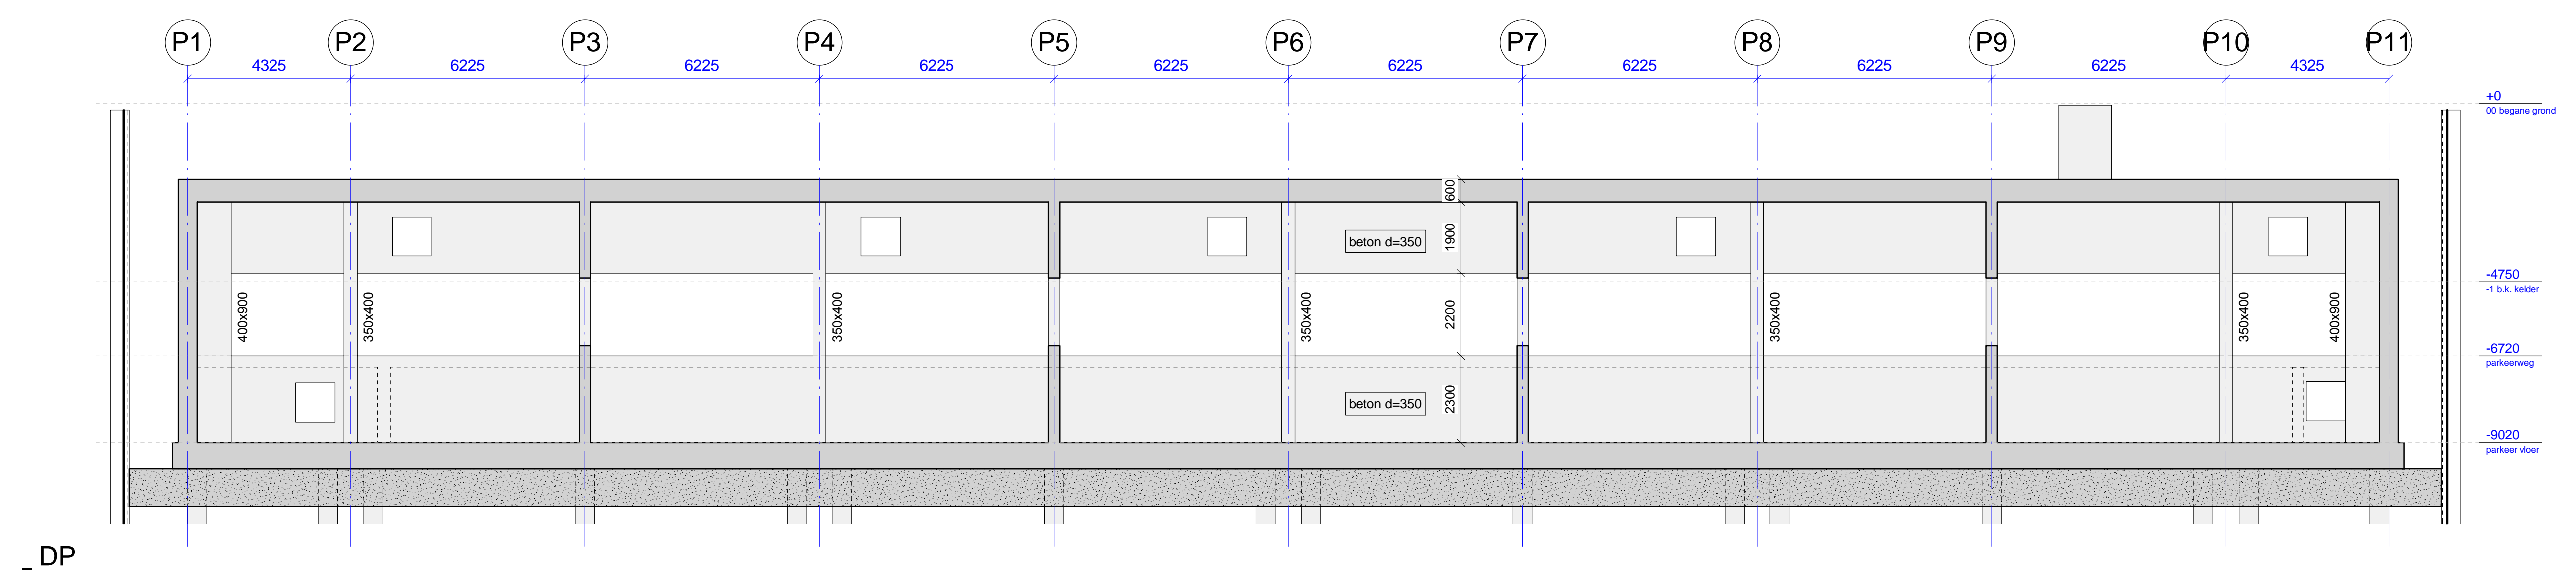 P1 P2 P3 P4 P5 P6 P7 P8 P9 P10 P11
4325 6225 6225 6225 6225 6225 6225 6225 6225 4325
+0
00 begane grond
600
1900
beton d=350
-4750
-1 b.k. kelder
400x900 350x400 350x400 350x400 2200 350x400 350x400 400x900
-6720
parkeerweg
beton d=350
2300
-9020
parkeer vloer
_ DP